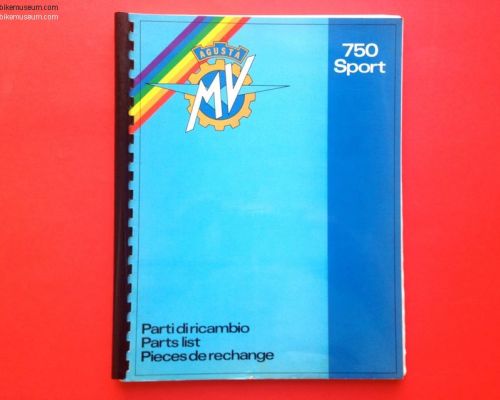 bikemuseum.com
AGUSTA
MV
750
Sport
Parti di ricambio
Parts list
Pieces de rechange
bikemuseum.com